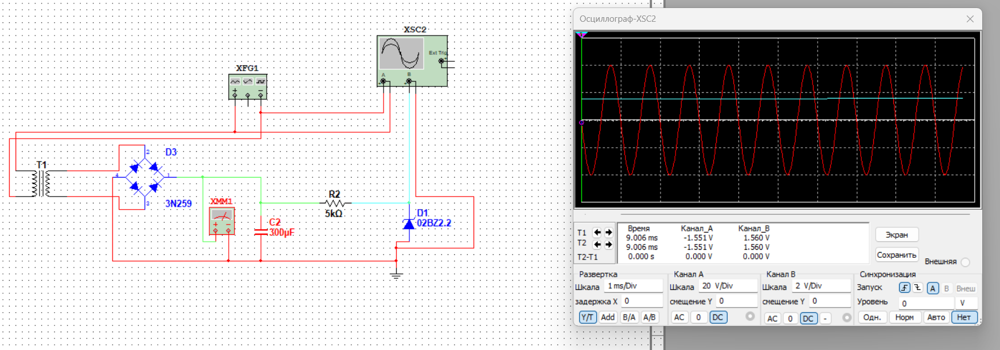 XSC2
Ext Trig
+
A
B
XFG1
T1
D3
2
4
1
3
3N259
XMM1
C2
300µF
R2
5kΩ
D1
02BZ2.2
Осциллограф-XSC2
Время Канал_A Канал_B
T1 9.006 ms -1.551 V 1.560 V
T2 9.006 ms -1.551 V 1.560 V
T2-T1 0.000 s 0.000 V 0.000 V
Экран
Сохранить
Внешняя
Развертка
Шкала 1 ms/Div
задержка X 0
Y/T Add B/A A/B
Канал A
Шкала 20 V/Div
смещение Y 0
AC 0 DC
Канал B
Шкала 2 V/Div
смещение Y 0
AC 0 DC -
Синхронизация
Запуск A B Внеш
Уровень 0 V
Одн. Норм Авто Нет